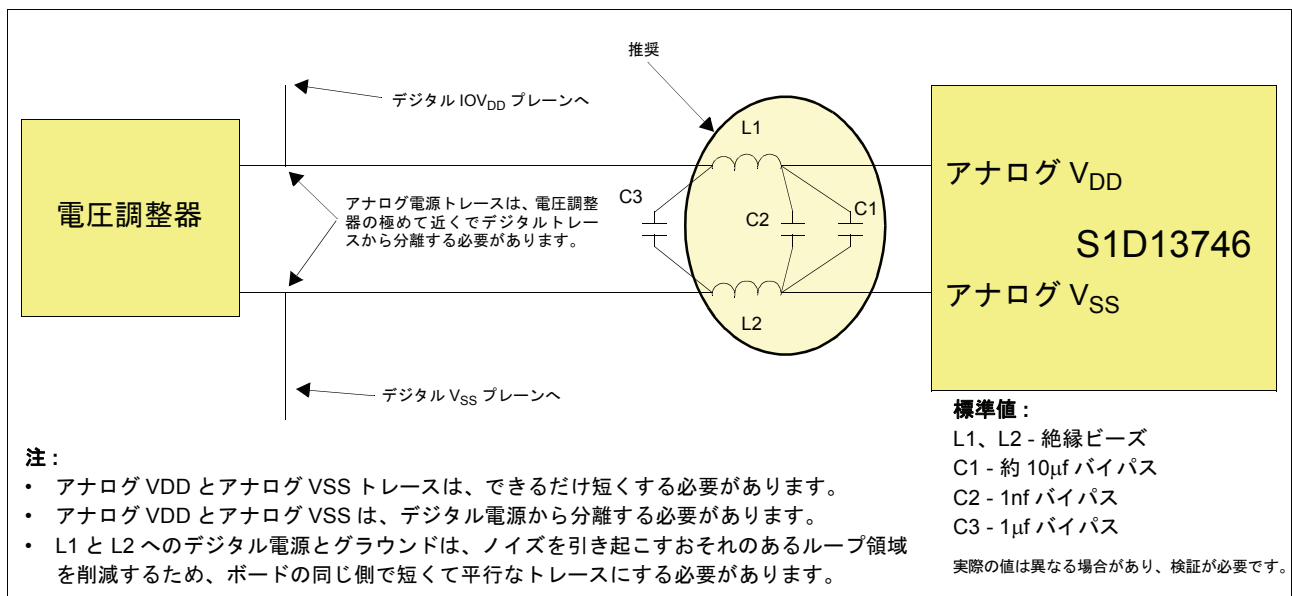 推奨
デジタル IOVDD プレーンへ
L1
電圧調整器
アナログ電源トレースは、電圧調整
器の極めて近くでデジタルトレー
スから分離する必要があります。
C3
C2
C1
アナログ VDD
S1D13746
アナログ VSS
L2
デジタル VSS プレーンへ
標準値 :
L1、L2 - 絶縁ビーズ
C1 - 約 10μf バイパス
C2 - 1nf バイパス
C3 - 1μf バイパス
実際の値は異なる場合があり、検証が必要です。
注 :
• アナログ VDD とアナログ VSS トレースは、できるだけ短くする必要があります。
• アナログ VDD とアナログ VSS は、デジタル電源から分離する必要があります。
• L1 と L2 へのデジタル電源とグラウンドは、ノイズを引き起こすおそれのあるループ領域
を削減するため、ボードの同じ側で短くて平行なトレースにする必要があります。